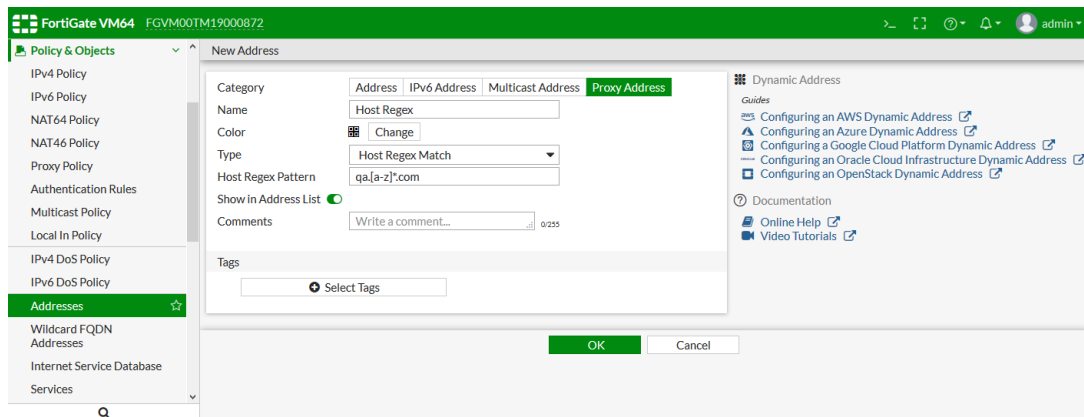 FortiGate VM64 FGVM00TM19000872
>_ admin
Policy & Objects
IPv4 Policy
IPv6 Policy
NAT64 Policy
NAT46 Policy
Proxy Policy
Authentication Rules
Multicast Policy
Local In Policy
IPv4 DoS Policy
IPv6 DoS Policy
Addresses
Wildcard FQDN
Addresses
Internet Service Database
Services
New Address
Category Address IPv6 Address Multicast Address Proxy Address
Name Host Regex
Color Change
Type Host Regex Match
Host Regex Pattern qa.[a-z]*.com
Show in Address List
Comments Write a comment... 0/255
Tags
Select Tags
OK Cancel
Dynamic Address
Guides
aws Configuring an AWS Dynamic Address
Configuring an Azure Dynamic Address
Configuring a Google Cloud Platform Dynamic Address
Configuring an Oracle Cloud Infrastructure Dynamic Address
Configuring an OpenStack Dynamic Address
Documentation
Online Help
Video Tutorials